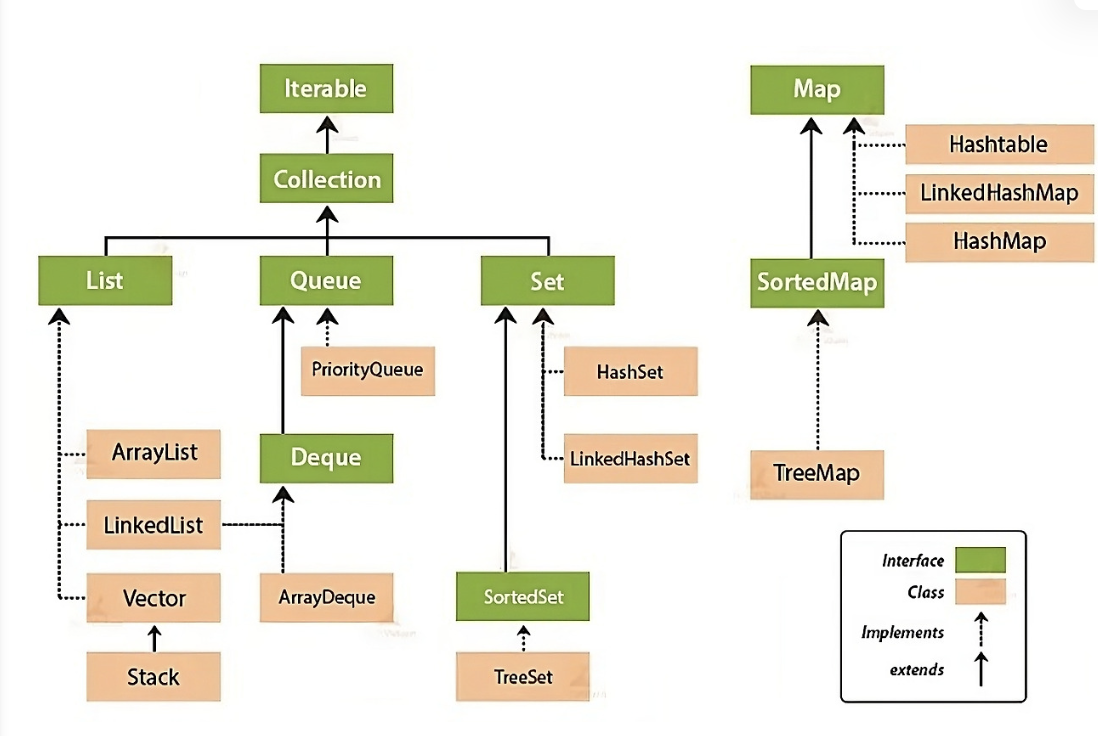 Iterable
Map
Collection
Hashtable
LinkedHashMap
HashMap
List
Queue
Set
SortedMap
PriorityQueue
HashSet
ArrayList
Deque
LinkedHashSet
TreeMap
LinkedList
Vector
ArrayDeque
SortedSet
Stack
TreeSet
Interface
Class
Implements
extends